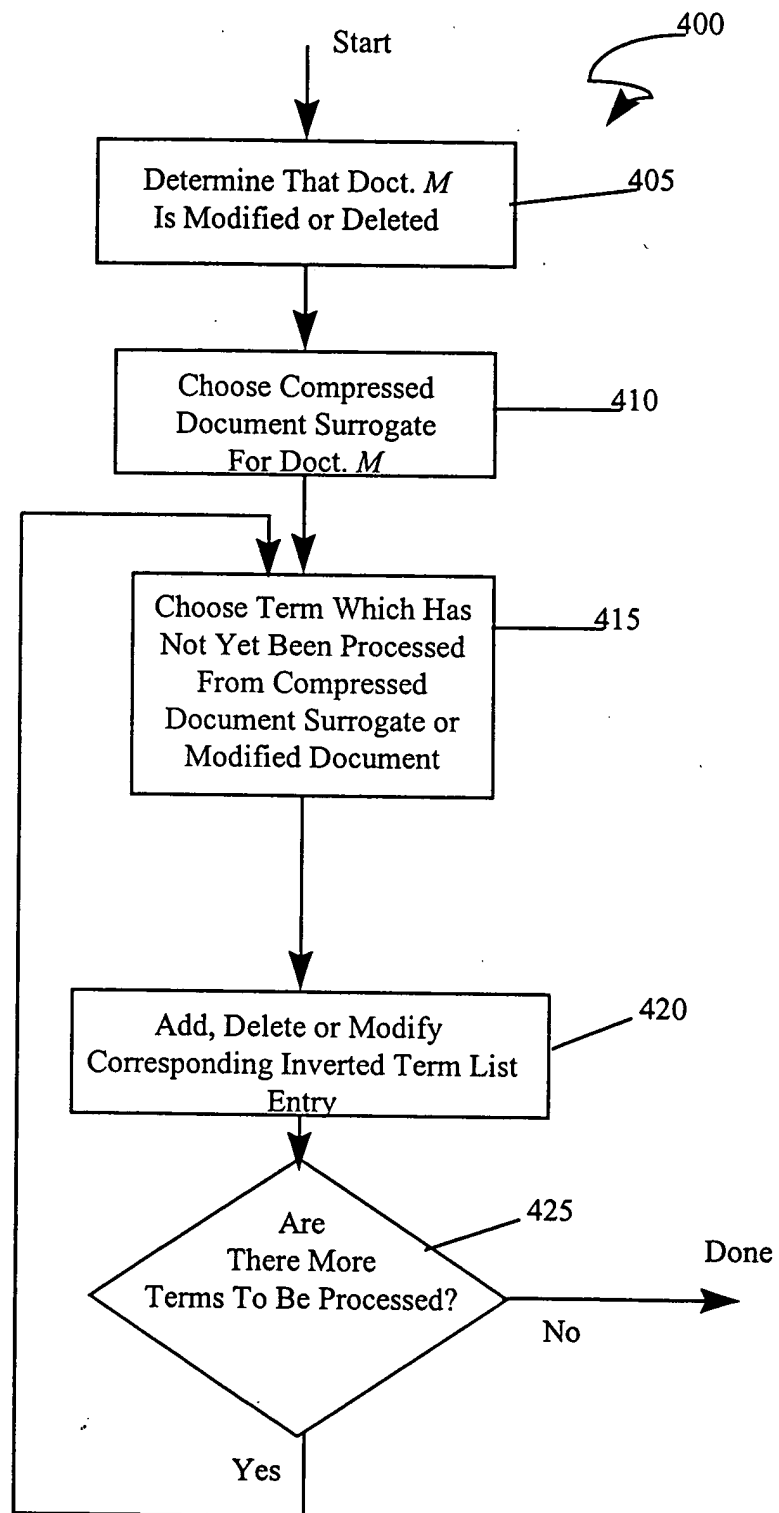 400
Start
Determine That Doct. M
Is Modified or Deleted
405
Choose Compressed
Document Surrogate
For Doct. M
410
Choose Term Which Has
Not Yet Been Processed
From Compressed
Document Surrogate or
Modified Document
415
Add, Delete or Modify
Corresponding Inverted Term List
Entry
420
Are
There More
Terms To Be Processed?
425
Done
No
Yes